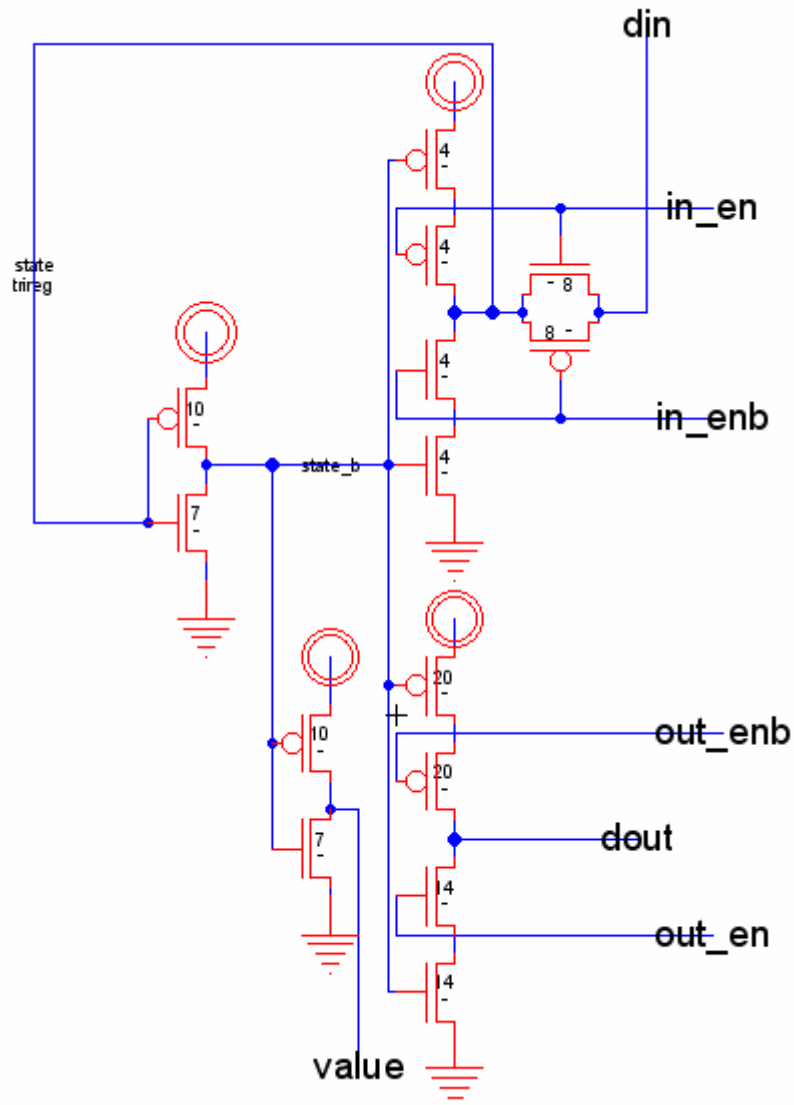 din
4
-
in_en
4
-
state
trireg
- 8
8 -
10
-
4
-
in_enb
state_b
4
-
7
-
20
-
10
-
out_enb
20
-
dout
7
-
14
-
out_en
14
-
value